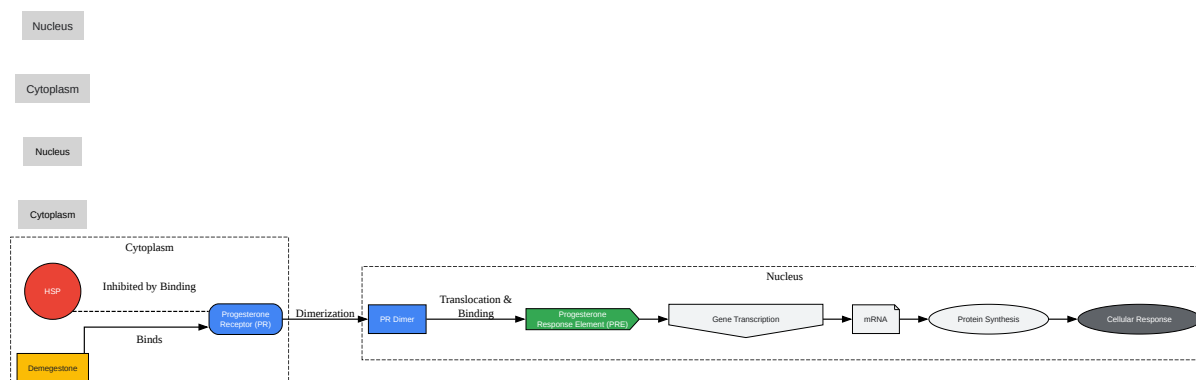 Nucleus
Cytoplasm
Nucleus
Cytoplasm
Cytoplasm
HSP
Inhibited by Binding
Progesterone
Receptor (PR)
Binds
Demegestone
Dimerization
Nucleus
PR Dimer
Translocation &
Binding
Progesterone
Response Element (PRE)
Gene Transcription
mRNA
Protein Synthesis
Cellular Response